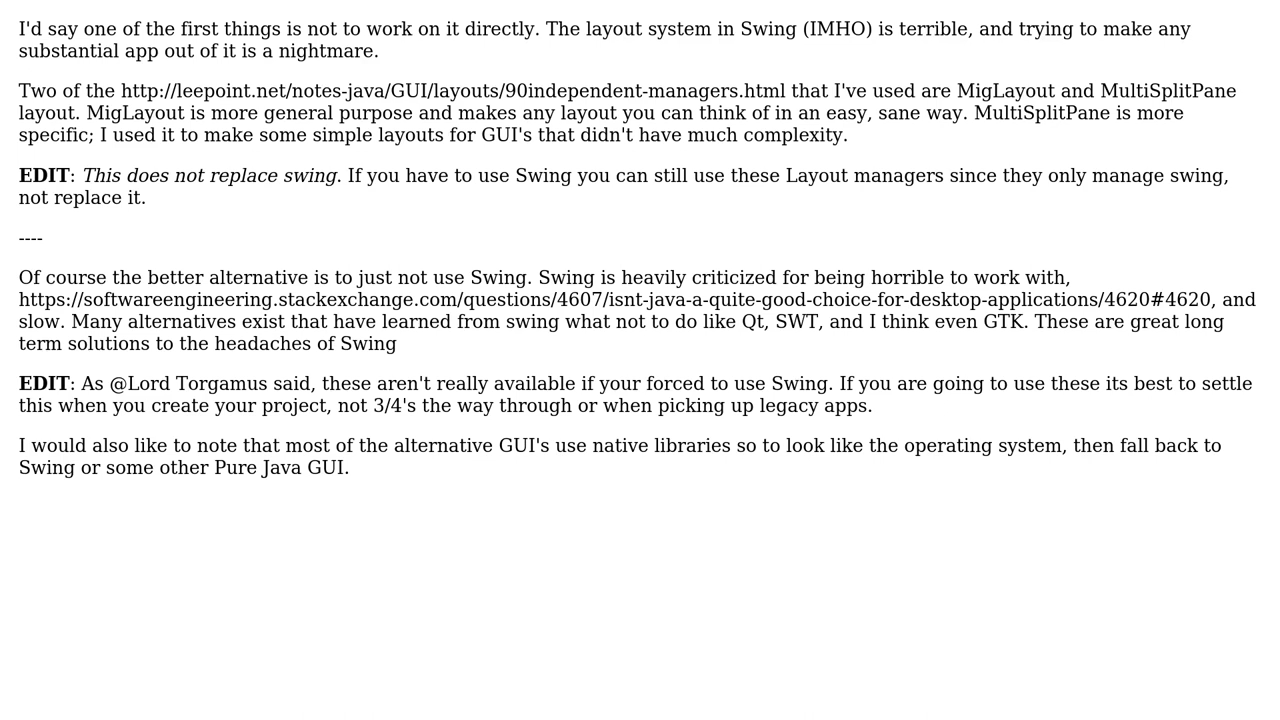 I'd say one of the first things is not to work on it directly. The layout system in Swing (IMHO) is terrible, and trying to make any
substantial app out of it is a nightmare.
Two of the http://leepoint.net/notes-java/GUI/layouts/90independent-managers.html that I've used are MigLayout and MultiSplitPane
layout. MigLayout is more general purpose and makes any layout you can think of in an easy, sane way. MultiSplitPane is more
specific; I used it to make some simple layouts for GUI's that didn't have much complexity.
EDIT: This does not replace swing. If you have to use Swing you can still use these Layout managers since they only manage swing,
not replace it.
----
Of course the better alternative is to just not use Swing. Swing is heavily criticized for being horrible to work with,
https://softwareengineering.stackexchange.com/questions/4607/isnt-java-a-quite-good-choice-for-desktop-applications/4620#4620, and
slow. Many alternatives exist that have learned from swing what not to do like Qt, SWT, and I think even GTK. These are great long
term solutions to the headaches of Swing
EDIT: As @Lord Torgamus said, these aren't really available if your forced to use Swing. If you are going to use these its best to settle
this when you create your project, not 3/4's the way through or when picking up legacy apps.
I would also like to note that most of the alternative GUI's use native libraries so to look like the operating system, then fall back to
Swing or some other Pure Java GUI.